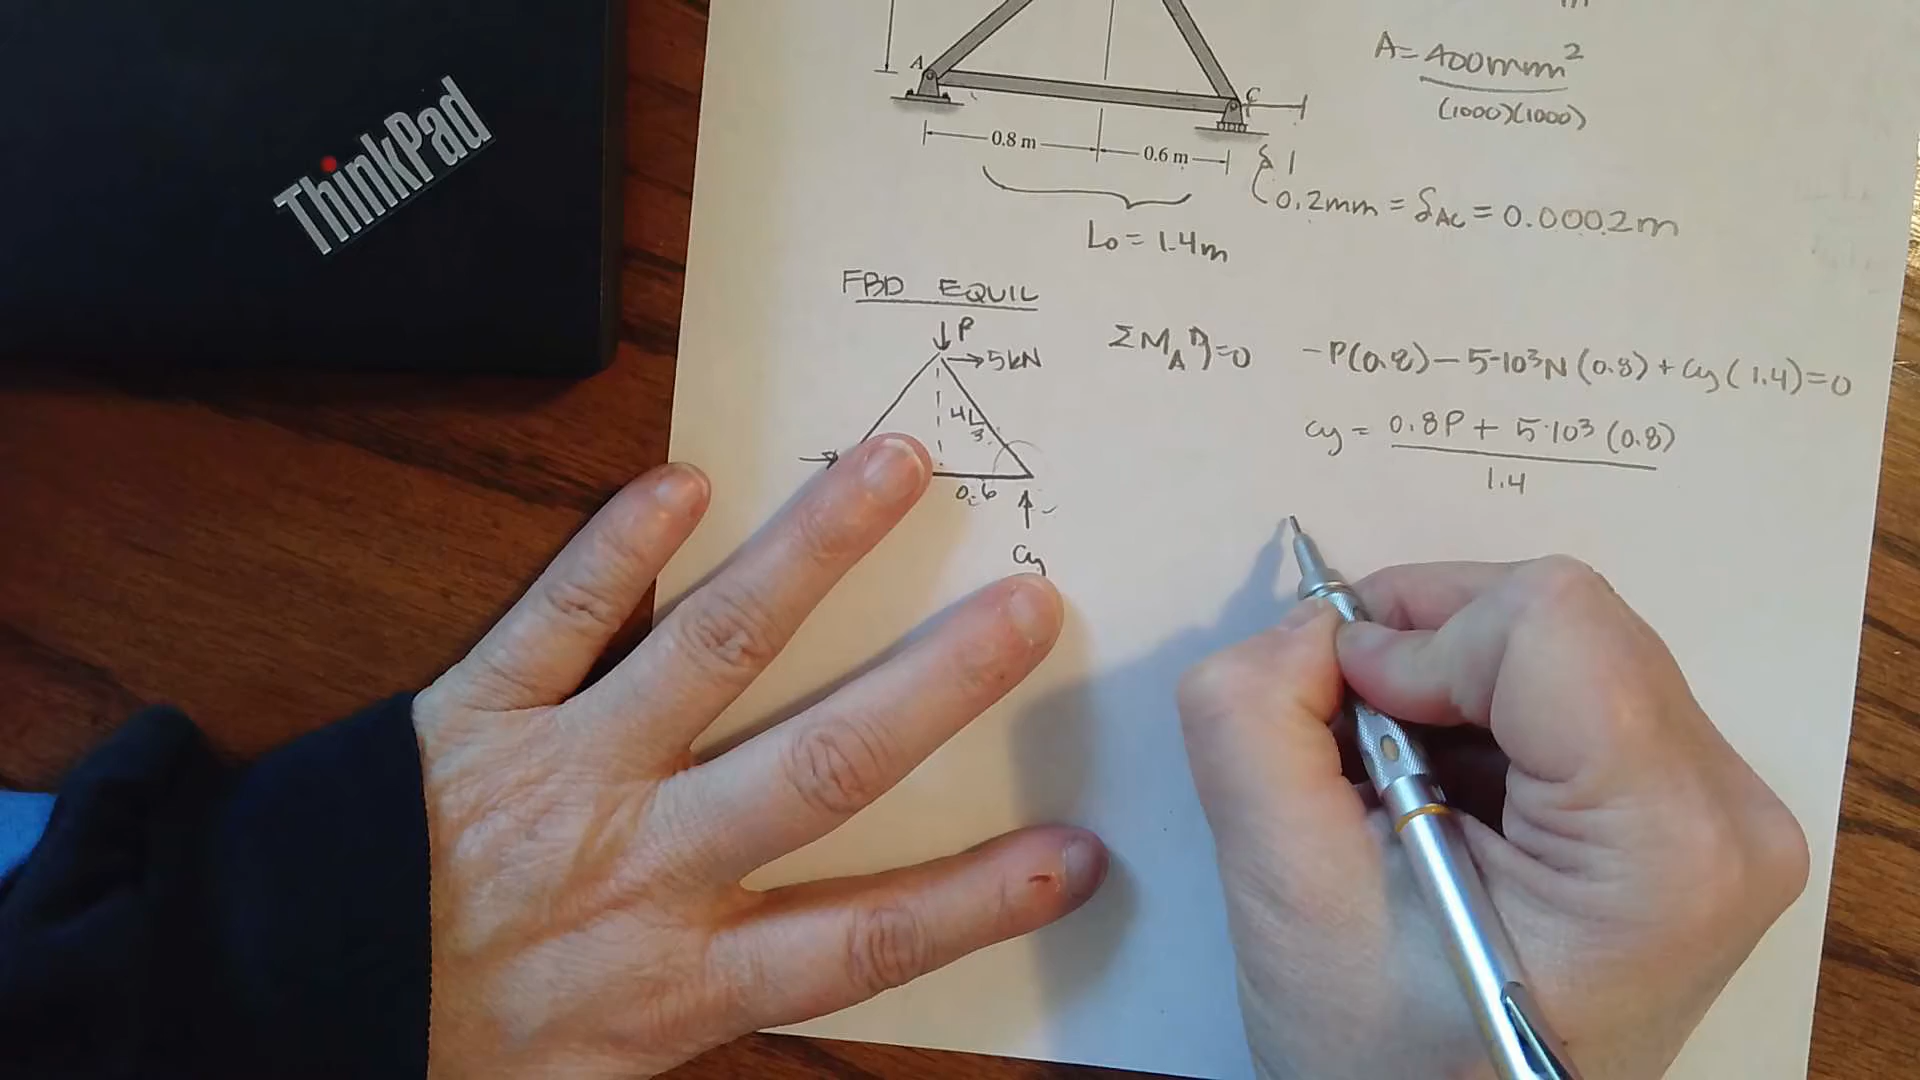 ThinkPad
A
C
0.8 m
0.6 m
A = 400mm²
(1000)(1000)
0.2mm = δAC = 0.0002m
L₀ = 1.4m
FBD EQUIL
P
5kN
4
3
0.6
Cy
ΣM_A = 0
-P(0.8) - 5·10³N (0.8) + Cy (1.4) = 0
Cy = 0.8P + 5·10³ (0.8)
1.4